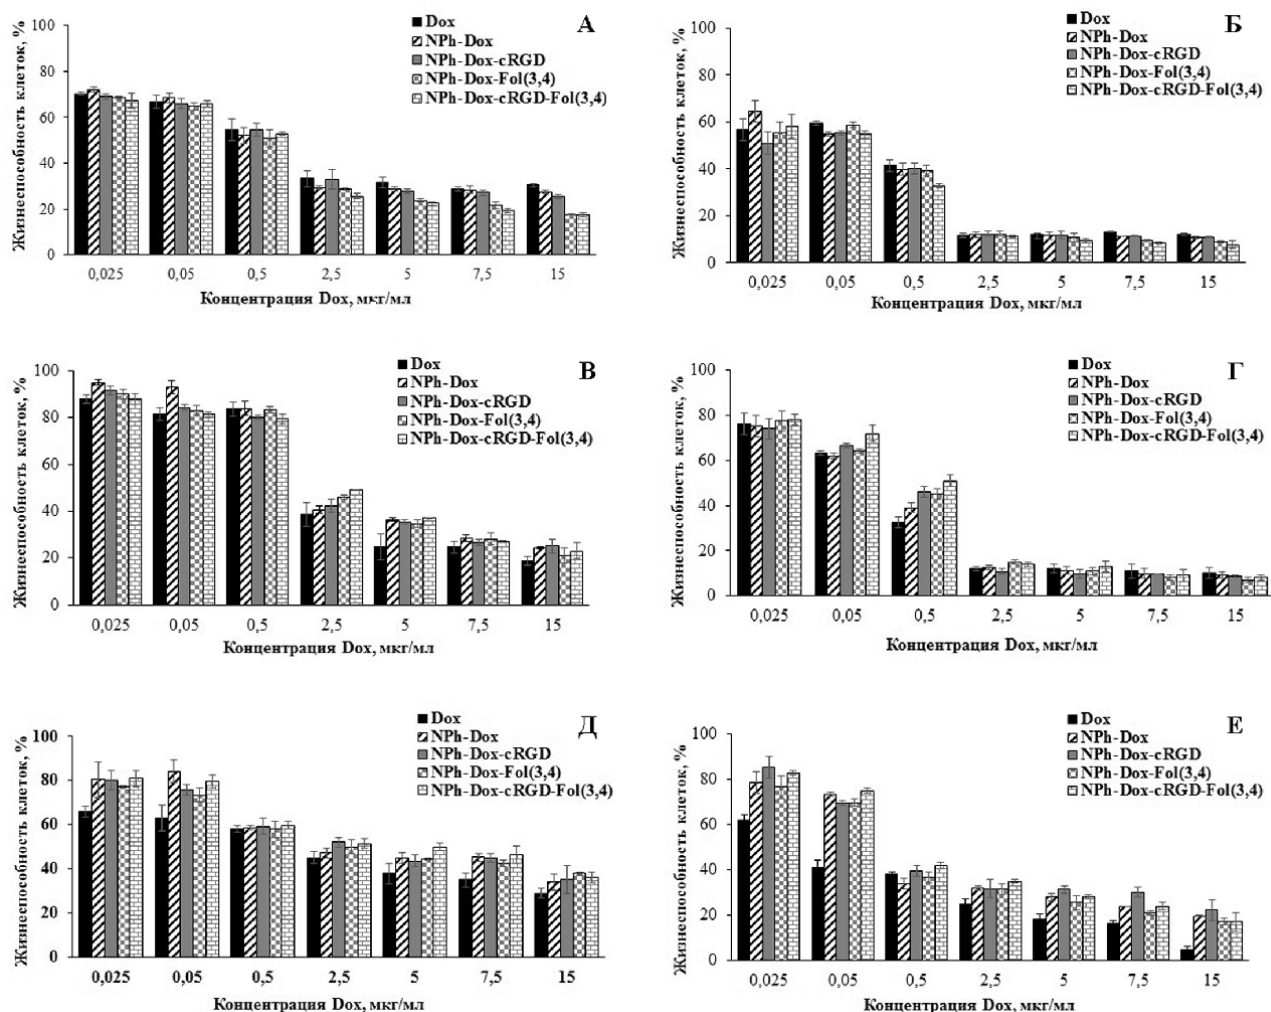 А
Dox
NPh-Dox
NPh-Dox-cRGD
NPh-Dox-Fol(3,4)
NPh-Dox-cRGD-Fol(3,4)
Жизнеспособность клеток, %
100
80
60
40
20
0
0,025 0,05 0,5 2,5 5 7,5 15
Концентрация Dox, мкг/мл
Б
Dox
NPh-Dox
NPh-Dox-cRGD
NPh-Dox-Fol(3,4)
NPh-Dox-cRGD-Fol(3,4)
Жизнеспособность клеток, %
100
80
60
40
20
0
0,025 0,05 0,5 2,5 5 7,5 15
Концентрация Dox, мкг/мл
В
Dox
NPh-Dox
NPh-Dox-cRGD
NPh-Dox-Fol(3,4)
NPh-Dox-cRGD-Fol(3,4)
Жизнеспособность клеток, %
100
80
60
40
20
0
0,025 0,05 0,5 2,5 5 7,5 15
Концентрация Dox, мкг/мл
Г
Dox
NPh-Dox
NPh-Dox-cRGD
NPh-Dox-Fol(3,4)
NPh-Dox-cRGD-Fol(3,4)
Жизнеспособность клеток, %
100
80
60
40
20
0
0,025 0,05 0,5 2,5 5 7,5 15
Концентрация Dox, мкг/мл
Д
Dox
NPh-Dox
NPh-Dox-cRGD
NPh-Dox-Fol(3,4)
NPh-Dox-cRGD-Fol(3,4)
Жизнеспособность клеток, %
100
80
60
40
20
0
0,025 0,05 0,5 2,5 5 7,5 15
Концентрация Dox, мкг/мл
Е
Dox
NPh-Dox
NPh-Dox-cRGD
NPh-Dox-Fol(3,4)
NPh-Dox-cRGD-Fol(3,4)
Жизнеспособность клеток, %
100
80
60
40
20
0
0,025 0,05 0,5 2,5 5 7,5 15
Концентрация Dox, мкг/мл